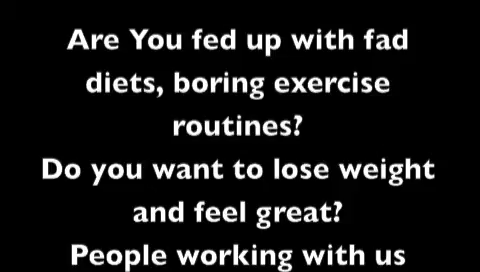 Are You fed up with fad
diets, boring exercise
routines?
Do you want to lose weight
and feel great?
People working with us